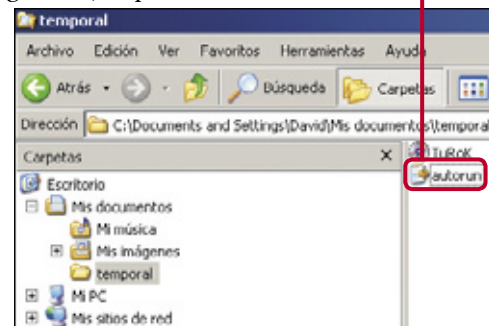 temporal
Archivo Edición Ver Favoritos Herramientas Ayuda
Atrás Búsqueda Carpetas
Dirección C:\Documents and Settings\David\Mis documentos\temporal
Carpetas
TuRoK
autorun
Escritorio
Mis documentos
Mi música
Mis imágenes
temporal
Mi PC
Mis sitios de red